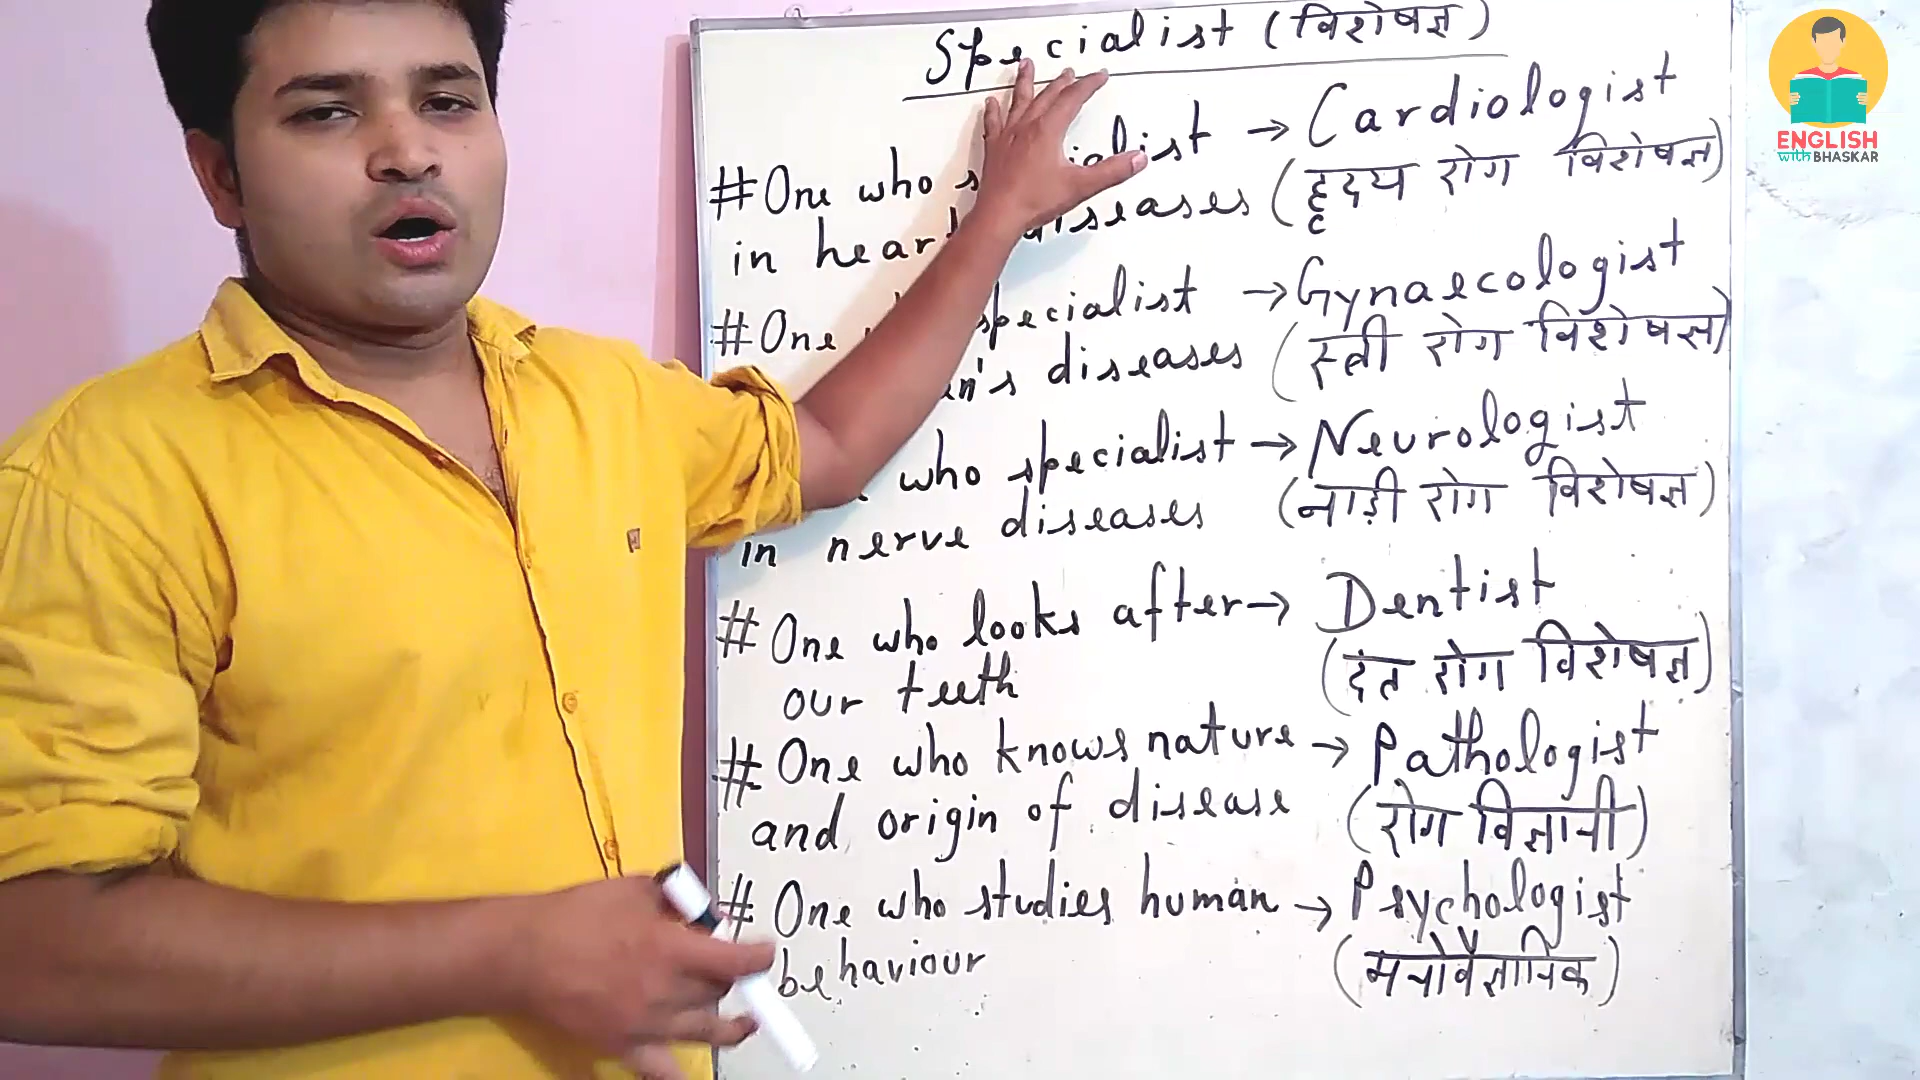 Specialist (विशेषज्ञ)
#One who specialist → Cardiologist
in heart diseases (हृदय रोग विशेषज्ञ)
#One specialist → Gynaecologist
diseases (स्त्री रोग विशेषज्ञ)
who specialist → Neurologist
in nerve diseases (नाड़ी रोग विशेषज्ञ)
# One who looks after → Dentist
our teeth (दंत रोग विशेषज्ञ)
# One who knows nature → Pathologist
and origin of disease (रोग विज्ञानी)
# One who studies human → Psychologist
behaviour (मनोवैज्ञानिक)
ENGLISH
with BHASKAR